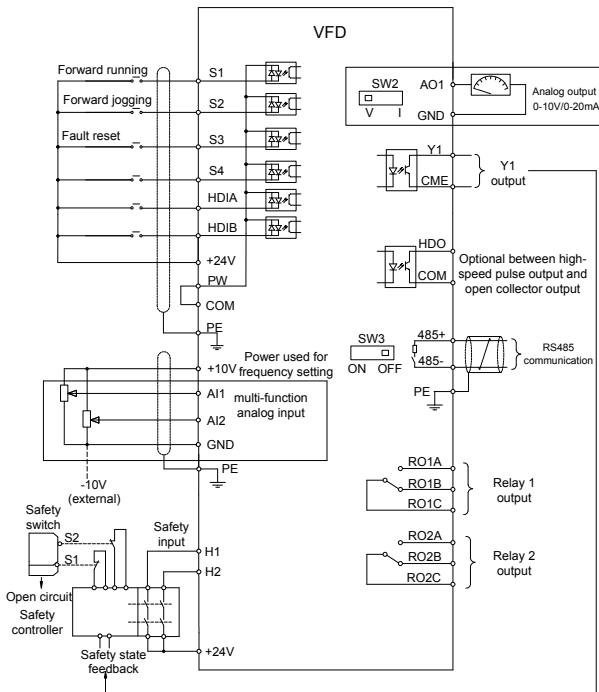 VFD
Forward running
S1
Forward jogging
S2
Fault reset
S3
S4
HDIA
HDIB
+24V
PW
COM
PE
Power used for
frequency setting
+10V
multi-function
analog input
AI1
AI2
GND
PE
-10V
(external)
Safety
switch
S2
S1
Open circuit
Safety
controller
Safety state
feedback
Safety
input
H1
H2
+24V
SW2
V I
AO1
GND
Analog output
0-10V/0-20mA
Y1
CME
Y1
output
HDO
COM
Optional between high-
speed pulse output and
open collector output
SW3
ON OFF
485+
485-
PE
RS485
communication
RO1A
RO1B
RO1C
Relay 1
output
RO2A
RO2B
RO2C
Relay 2
output